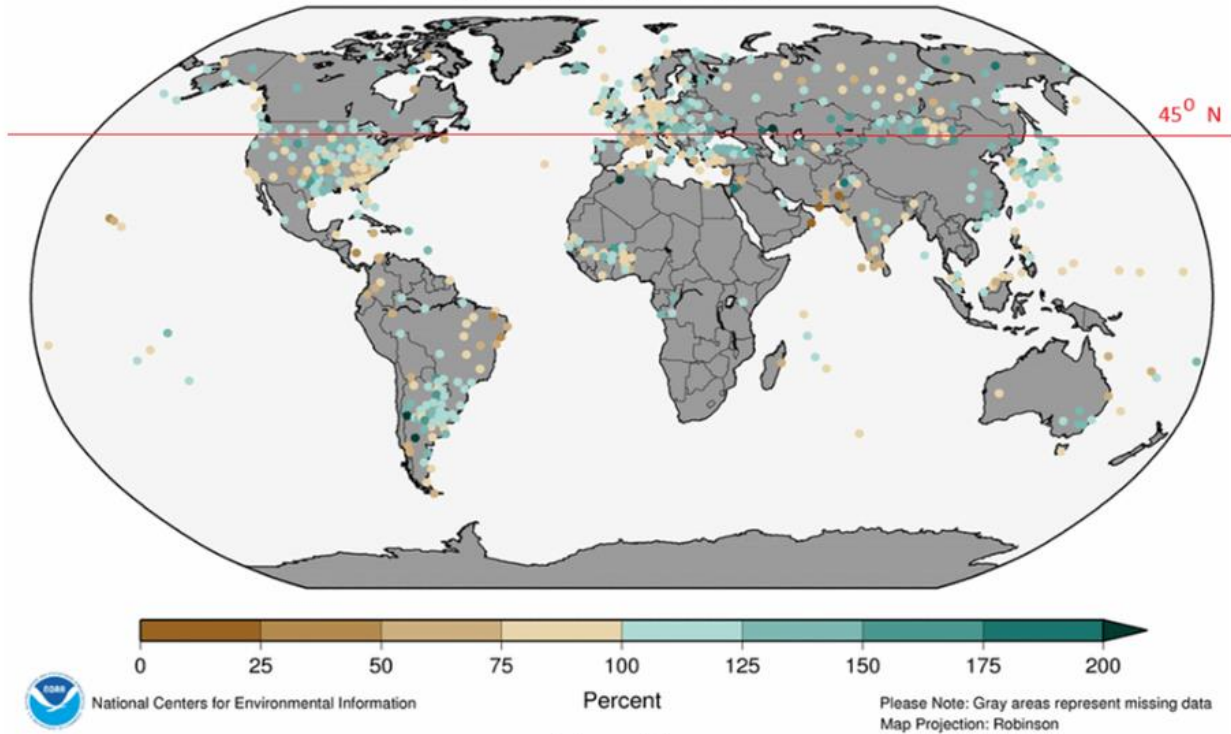 45⁰ N
0 25 50 75 100 125 150 175 200
NOAA
National Centers for Environmental Information
Percent
Please Note: Gray areas represent missing data
Map Projection: Robinson